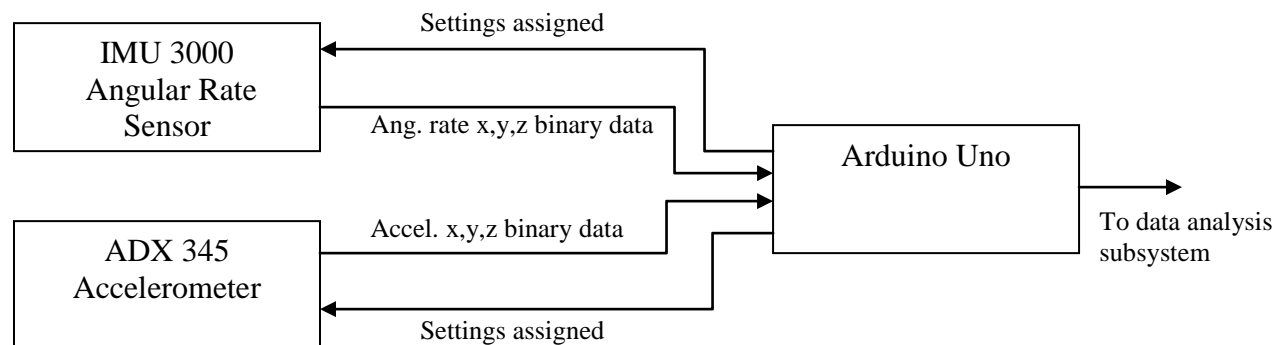 Settings assigned
IMU 3000
Angular Rate
Sensor
Ang. rate x,y,z binary data
Arduino Uno
To data analysis
subsystem
Accel. x,y,z binary data
ADX 345
Accelerometer
Settings assigned